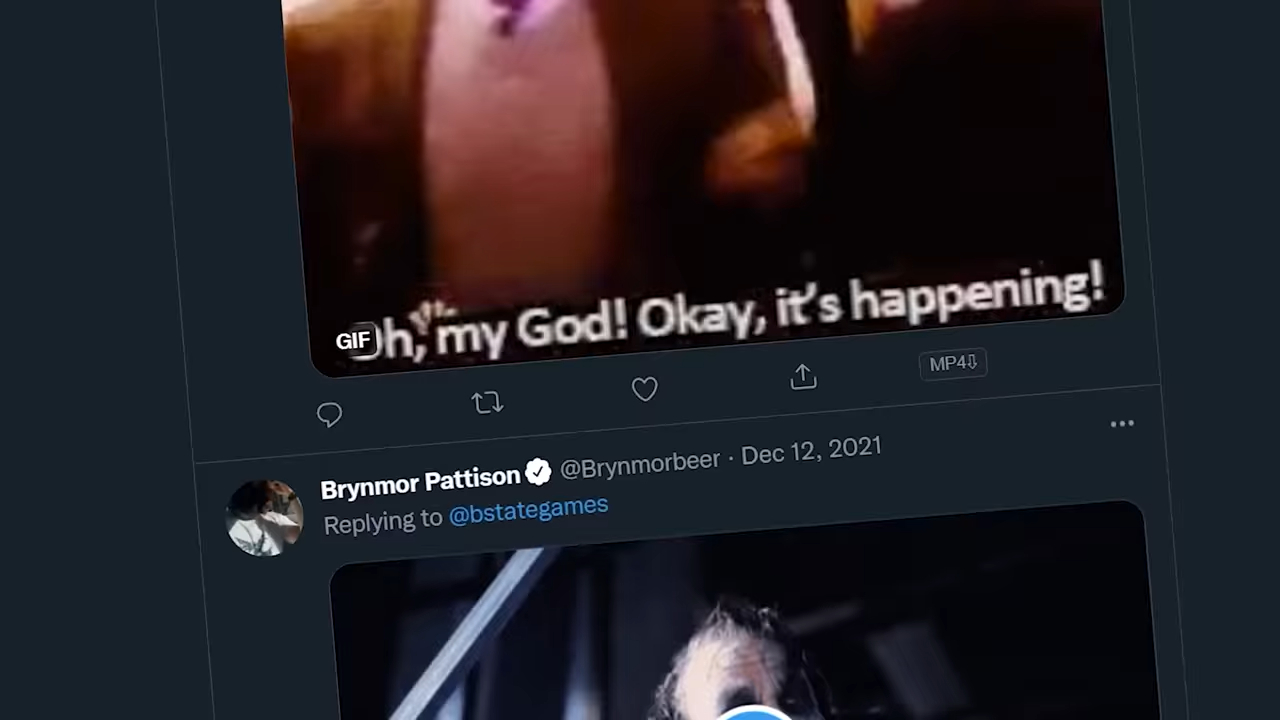 Oh, my God! Okay, it's happening!
GIF
MP4⇩
Brynmor Pattison @Brynmorbeer · Dec 12, 2021
Replying to @bstategames